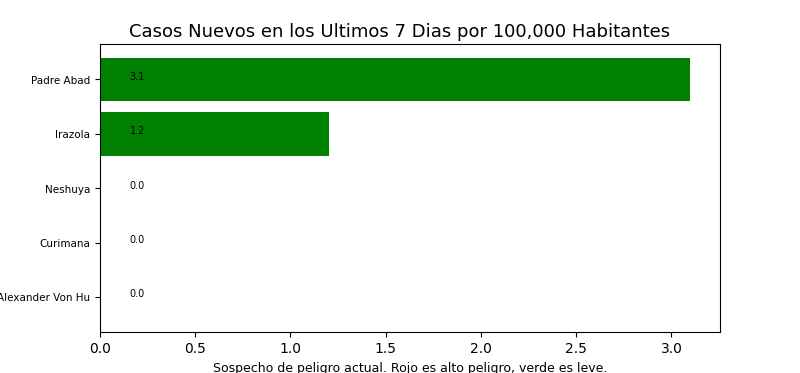 Casos Nuevos en los Ultimos 7 Dias por 100,000 Habitantes
Padre Abad
3.1
Irazola
1.2
Neshuya
0.0
Curimana
0.0
Alexander Von Hu
0.0
0.0 0.5 1.0 1.5 2.0 2.5 3.0
Sospecho de peligro actual. Rojo es alto peligro, verde es leve.